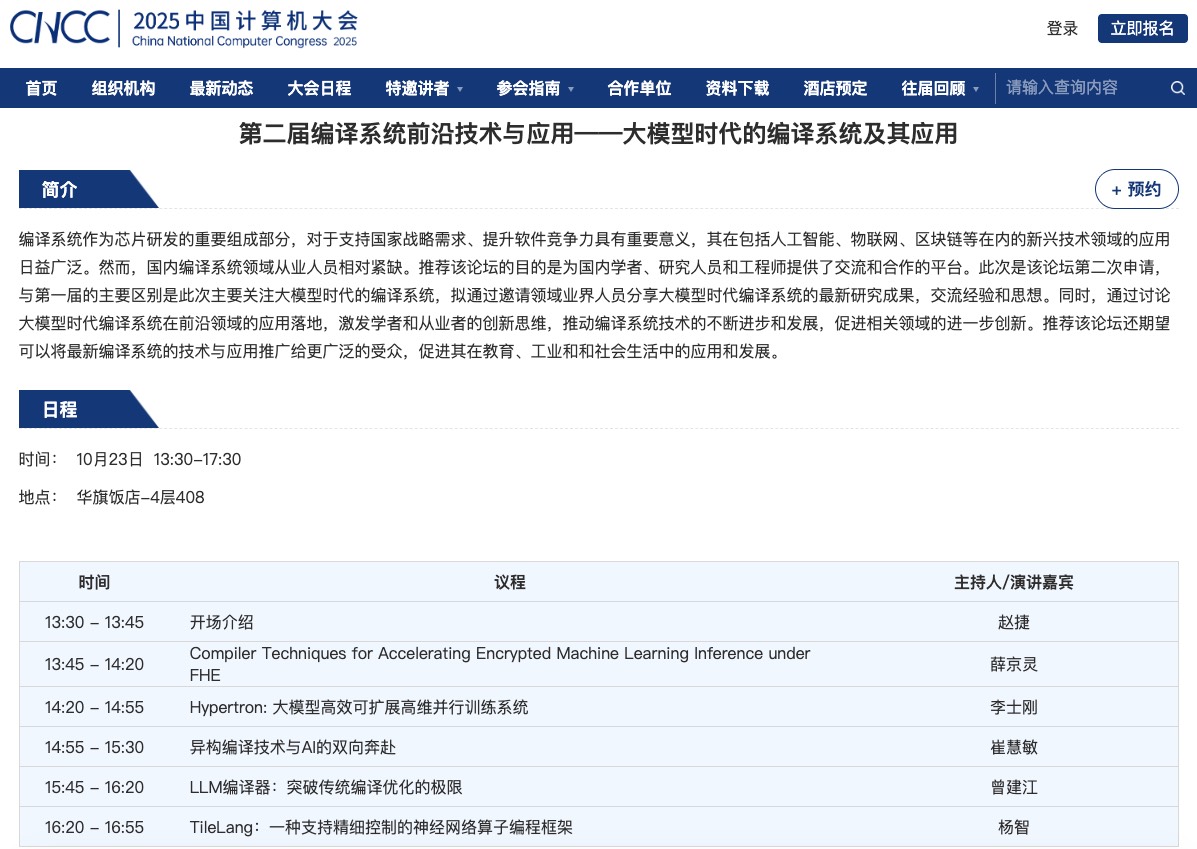 CNCC 2025中国计算机大会
China National Computer Congress 2025
登录 立即报名
首页 组织机构 最新动态 大会日程 特邀讲者 参会指南 合作单位 资料下载 酒店预定 往届回顾 请输入查询内容
第二届编译系统前沿技术与应用——大模型时代的编译系统及其应用
简介
+ 预约
编译系统作为芯片研发的重要组成部分，对于支持国家战略需求、提升软件竞争力具有重要意义，其在包括人工智能、物联网、区块链等在内的新兴技术领域的应用
日益广泛。然而，国内编译系统领域从业人员相对紧缺。推荐该论坛的目的是为国内学者、研究人员和工程师提供了交流和合作的平台。此次是该论坛第二次申请，
与第一届的主要区别是此次主要关注大模型时代的编译系统，拟通过邀请领域业界人员分享大模型时代编译系统的最新研究成果，交流经验和思想。同时，通过讨论
大模型时代编译系统在前沿领域的应用落地，激发学者和从业者的创新思维，推动编译系统技术的不断进步和发展，促进相关领域的进一步创新。推荐该论坛还期望
可以将最新编译系统的技术与应用推广给更广泛的受众，促进其在教育、工业和和社会生活中的应用和发展。
日程
时间： 10月23日 13:30-17:30
地点： 华旗饭店-4层408
时间 议程 主持人/演讲嘉宾
13:30 - 13:45 开场介绍 赵捷
13:45 - 14:20 Compiler Techniques for Accelerating Encrypted Machine Learning Inference under
FHE 薛京灵
14:20 - 14:55 Hypertron: 大模型高效可扩展高维并行训练系统 李士刚
14:55 - 15:30 异构编译技术与AI的双向奔赴 崔慧敏
15:45 - 16:20 LLM编译器：突破传统编译优化的极限 曾建江
16:20 - 16:55 TileLang：一种支持精细控制的神经网络算子编程框架 杨智